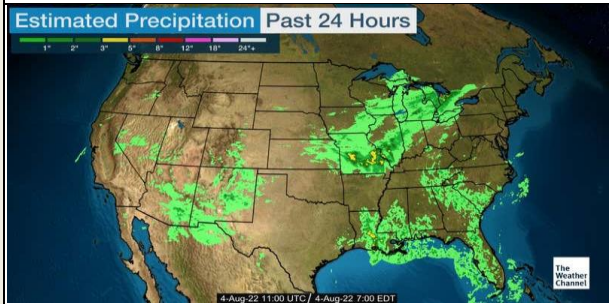 Estimated Precipitation Past 24 Hours
1" 2" 3" 5" 8" 12" 18" 24"+
The
Weather
Channel
4-Aug-22 11:00 UTC / 4-Aug-22 7:00 EDT